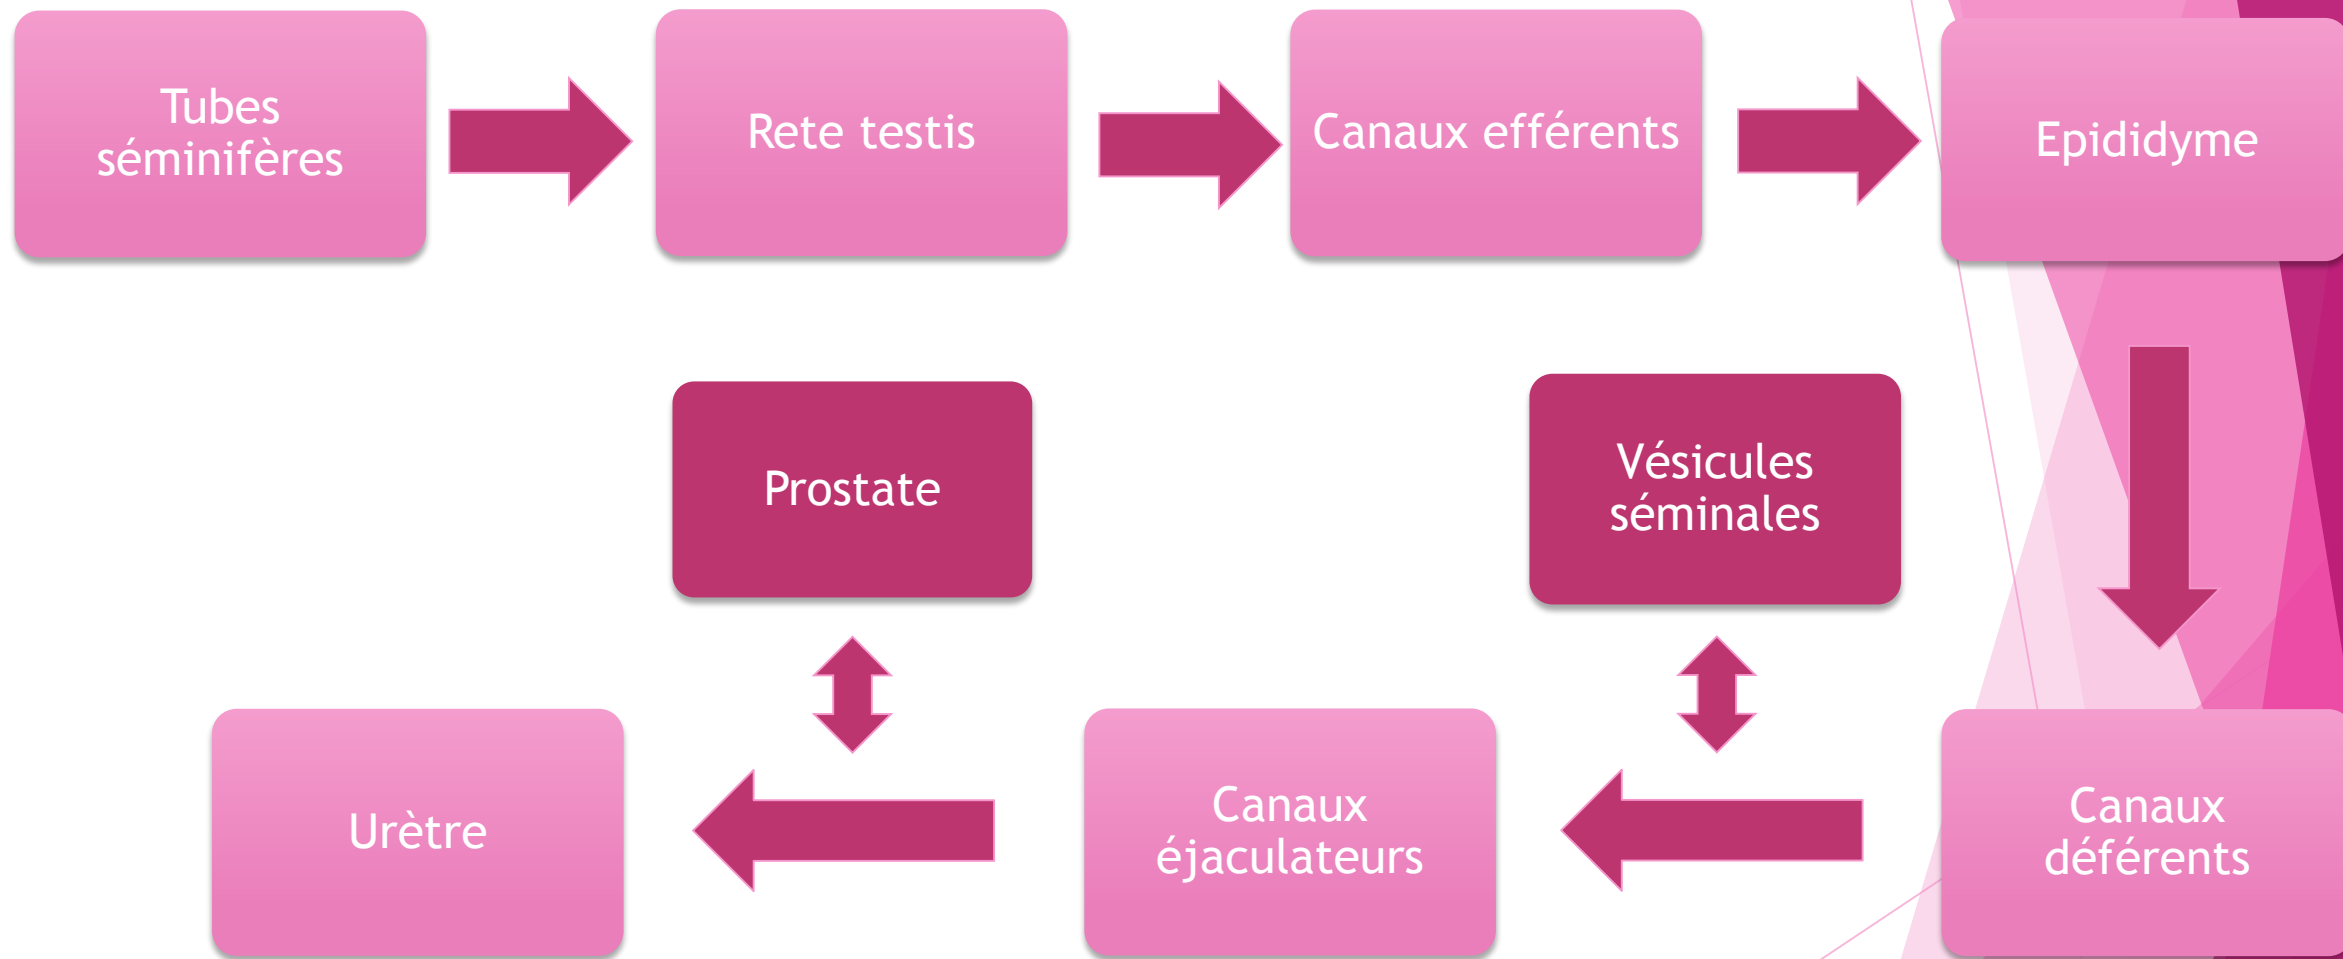 Tubes
séminifères
Rete testis
Canaux efférents
Epididyme
Prostate
Vésicules
séminales
Urètre
Canaux
éjaculateurs
Canaux
déférents